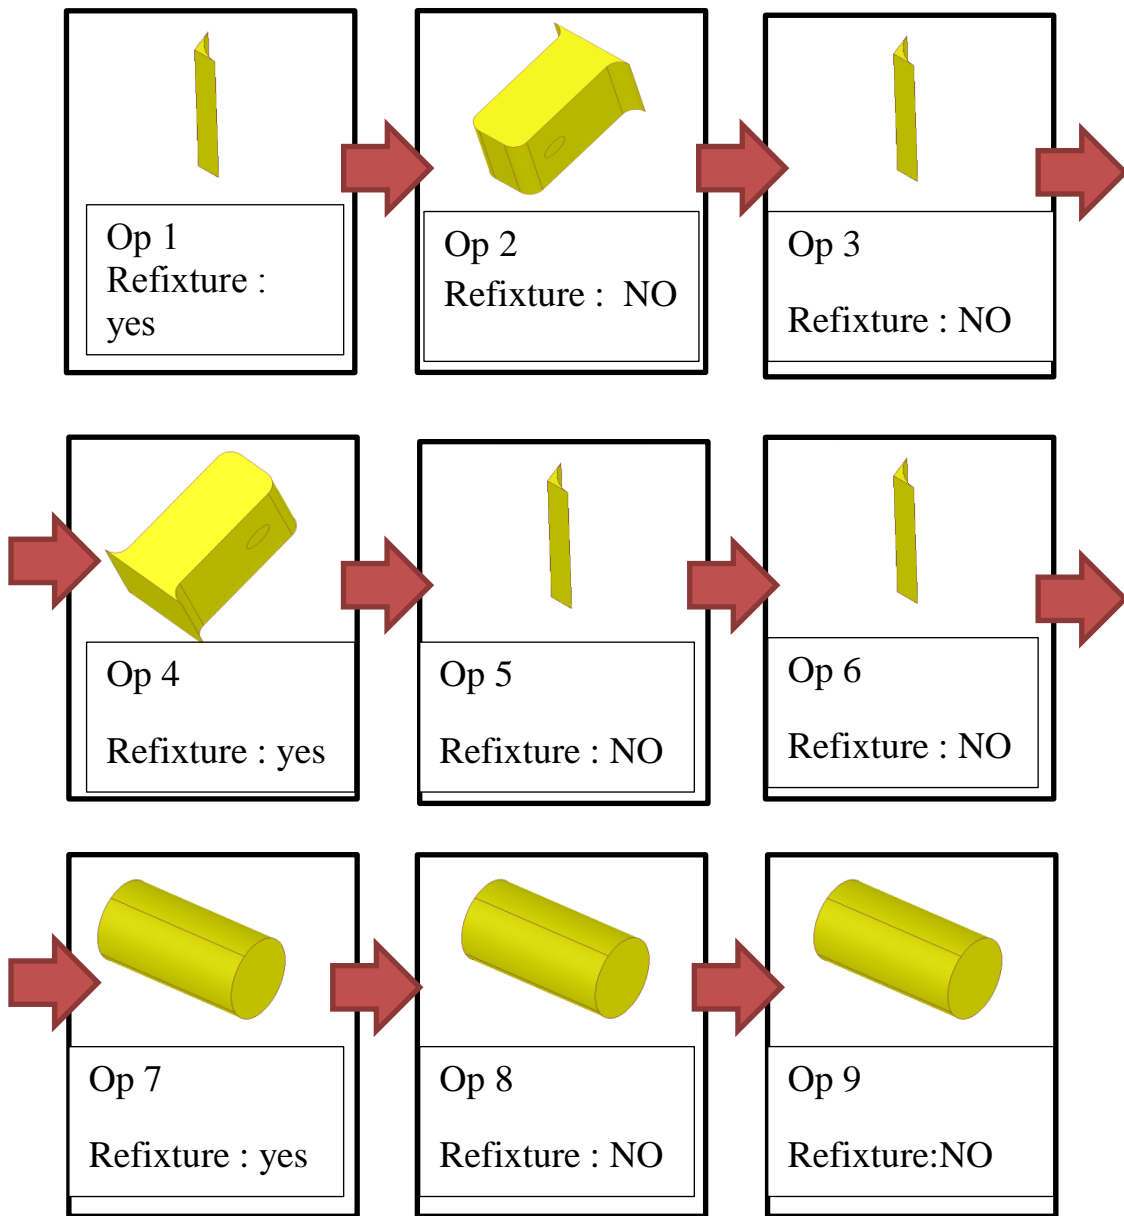 Op 1
Refixture :
yes
Op 2
Refixture :  NO
Op 3
Refixture : NO
Op 4
Refixture : yes
Op 5
Refixture : NO
Op 6
Refixture : NO
Op 7
Refixture : yes
Op 8
Refixture : NO
Op 9
Refixture:NO